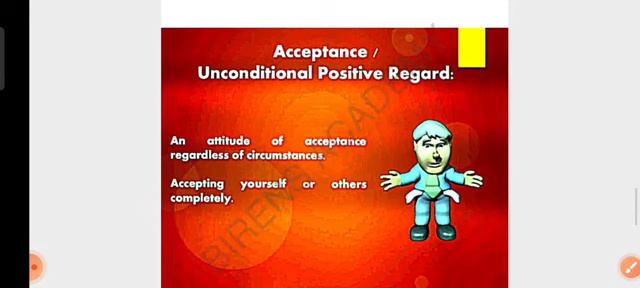 Acceptance /
Unconditional Positive Regard:
An attitude of acceptance
regardless of circumstances.
Accepting yourself or others
completely.